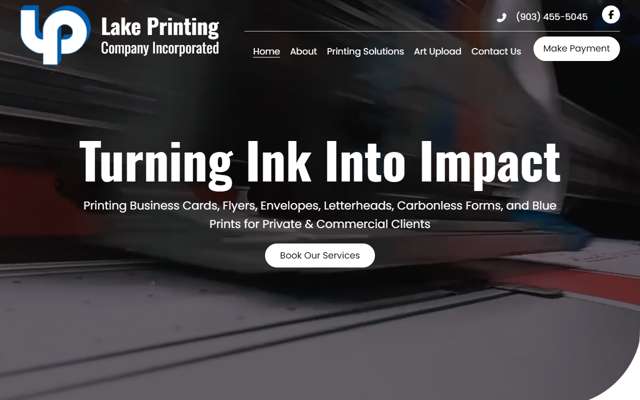 Lake Printing
Company Incorporated
(903) 455-5045
Home About Printing Solutions Art Upload Contact Us Make Payment
Turning Ink Into Impact
Printing Business Cards, Flyers, Envelopes, Letterheads, Carbonless Forms, and Blue
Prints for Private & Commercial Clients
Book Our Services